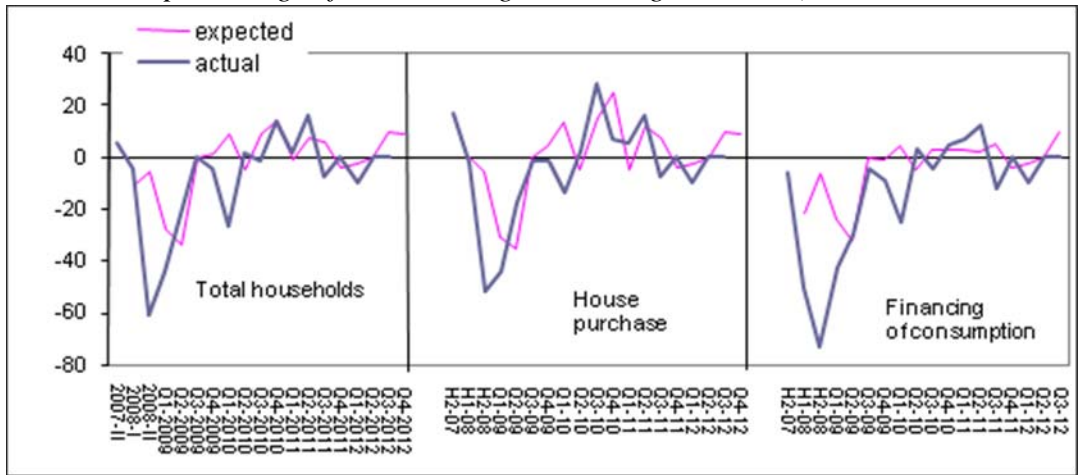 expected
actual
40
20
0
-20
-40
-60
-80
Total households
House
purchase
Financing
of consumption
2007-II
2008-I
2008-II
Q1-2009
Q2-2009
Q3-2009
Q4-2009
Q1-2010
Q2-2010
Q3-2010
Q4-2010
Q1-2011
Q2-2011
Q3-2011
Q4-2011
Q1-2012
Q2-2012
Q3-2012
Q4-2012
H2-07
H1-08
H2-08
Q1-09
Q2-09
Q3-09
Q4-09
Q1-10
Q2-10
Q3-10
Q4-10
Q1-11
Q2-11
Q3-11
Q4-11
Q1-12
Q2-12
Q3-12
Q4-12
H2-07
H1-08
H2-08
Q1-09
Q2-09
Q3-09
Q4-09
Q1-10
Q2-10
Q3-10
Q4-10
Q1-11
Q2-11
Q3-11
Q4-11
Q1-12
Q2-12
Q3-12